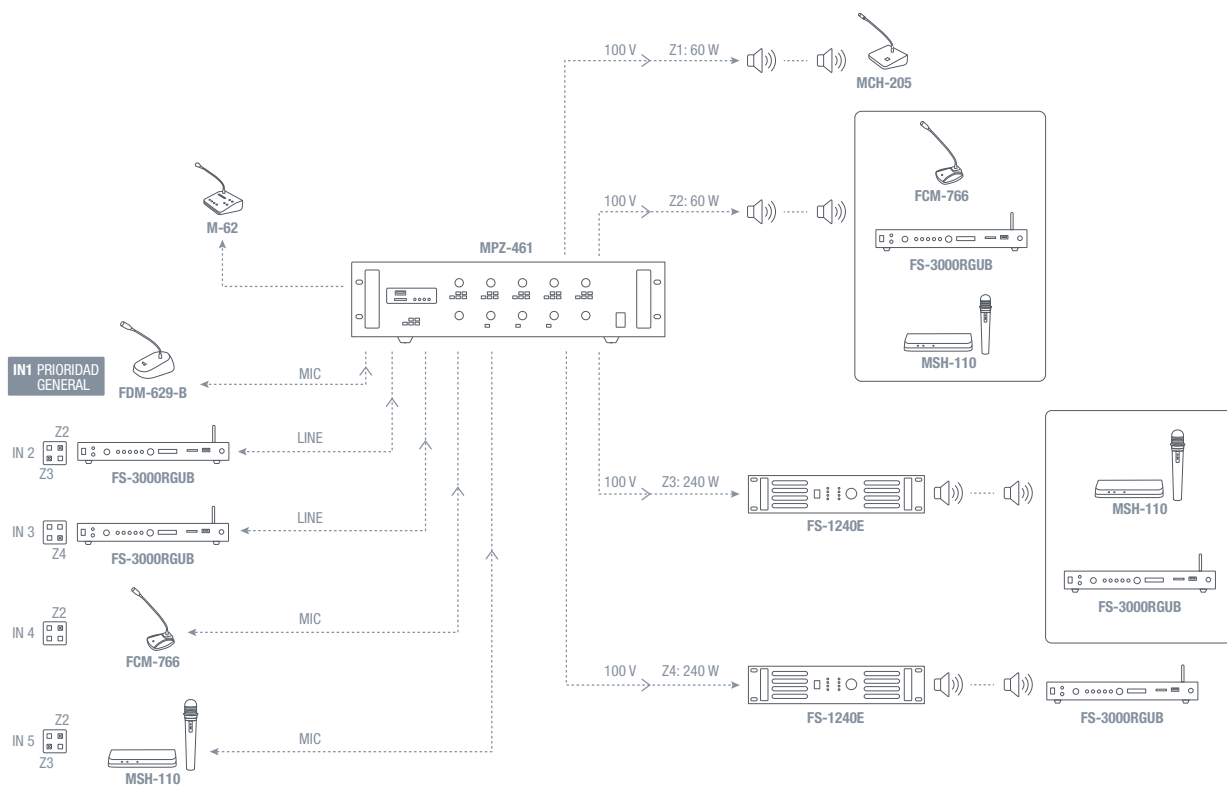 100 V
Z1: 60 W
MCH-205
M-62
100 V
Z2: 60 W
FCM-766
FS-3000RGUB
MSH-110
MPZ-461
IN1 PRIORIDAD
GENERAL
FDM-629-B
MIC
Z2
IN 2
Z3
FS-3000RGUB
LINE
IN 3
Z4
FS-3000RGUB
LINE
Z2
IN 4
FCM-766
MIC
Z2
IN 5
Z3
MSH-110
MIC
100 V
Z3: 240 W
FS-1240E
MSH-110
FS-3000RGUB
100 V
Z4: 240 W
FS-1240E
FS-3000RGUB